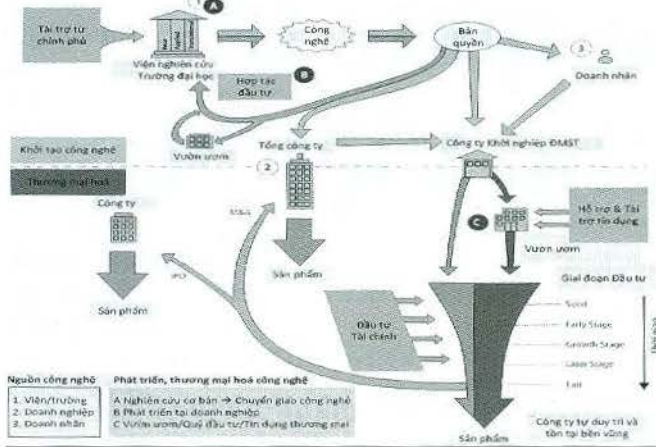 1
A
Tài trợ từ
chính phủ
Viện nghiên cứu
Trường đại học
Công
nghệ
Bản
quyền
3
Doanh nhân
B
Hợp tác
đầu tư
Vườn ươm
Tổng công ty
Công ty Khởi nghiệp ĐMST
Khởi tạo công nghệ
Thương mại hoá
2
Công
ty
M&A
Sản phẩm
IPO
Sản phẩm
C
Hỗ trợ & Tài
trợ tín dụng
Vươn ươm
Giai đoạn Đầu tư
Đầu tư
Tài chính
Seed
Early Stage
Growth Stage
Later Stage
Exit
Thời gian
Nguồn công nghệ
1. Viện/trường
2. Doanh nghiệp
3. Doanh nhân
Phát triển, thương mại hoá công nghệ
A Nghiên cứu cơ bản → Chuyển giao công nghệ
B Phát triển tại doanh nghiệp
C Vườn ươm/Quỹ đầu tư/Tín dụng thương mại
Sản phẩm
Công ty tự duy trì và
tồn tại bền vững